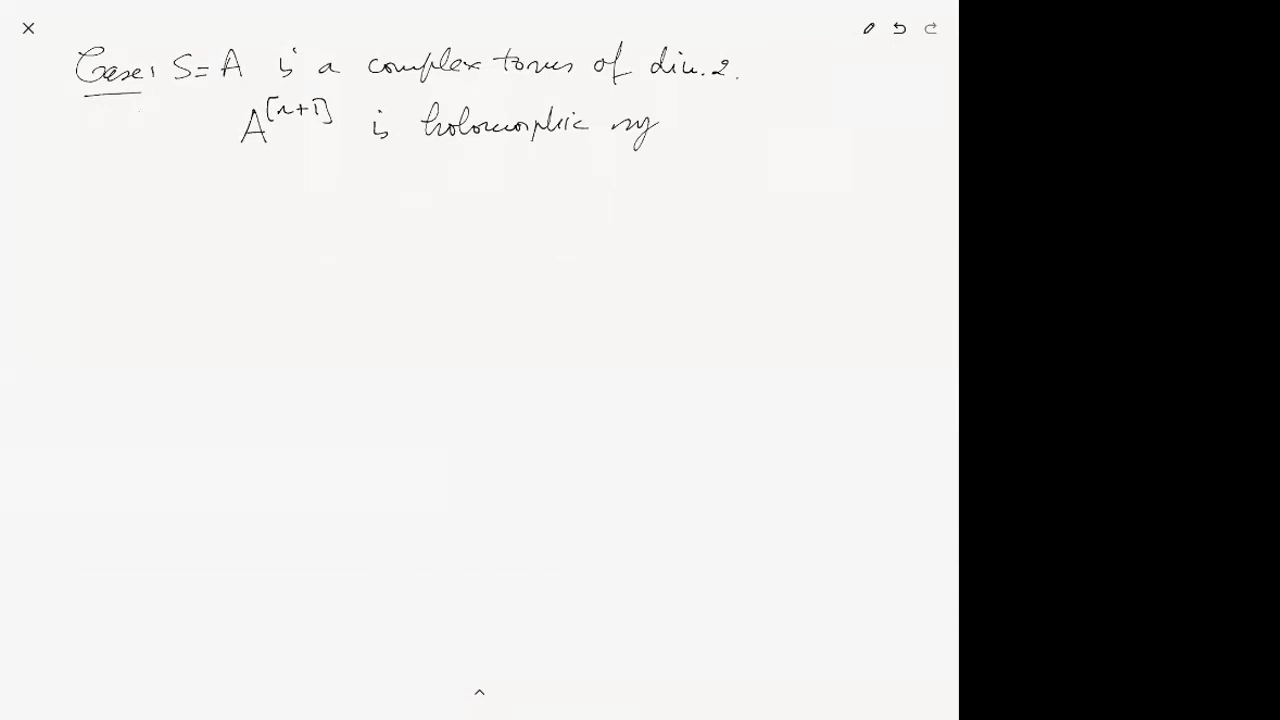 Case: S = A is a complex torus of dim. 2.
A^[n+1] is holomorphic sy